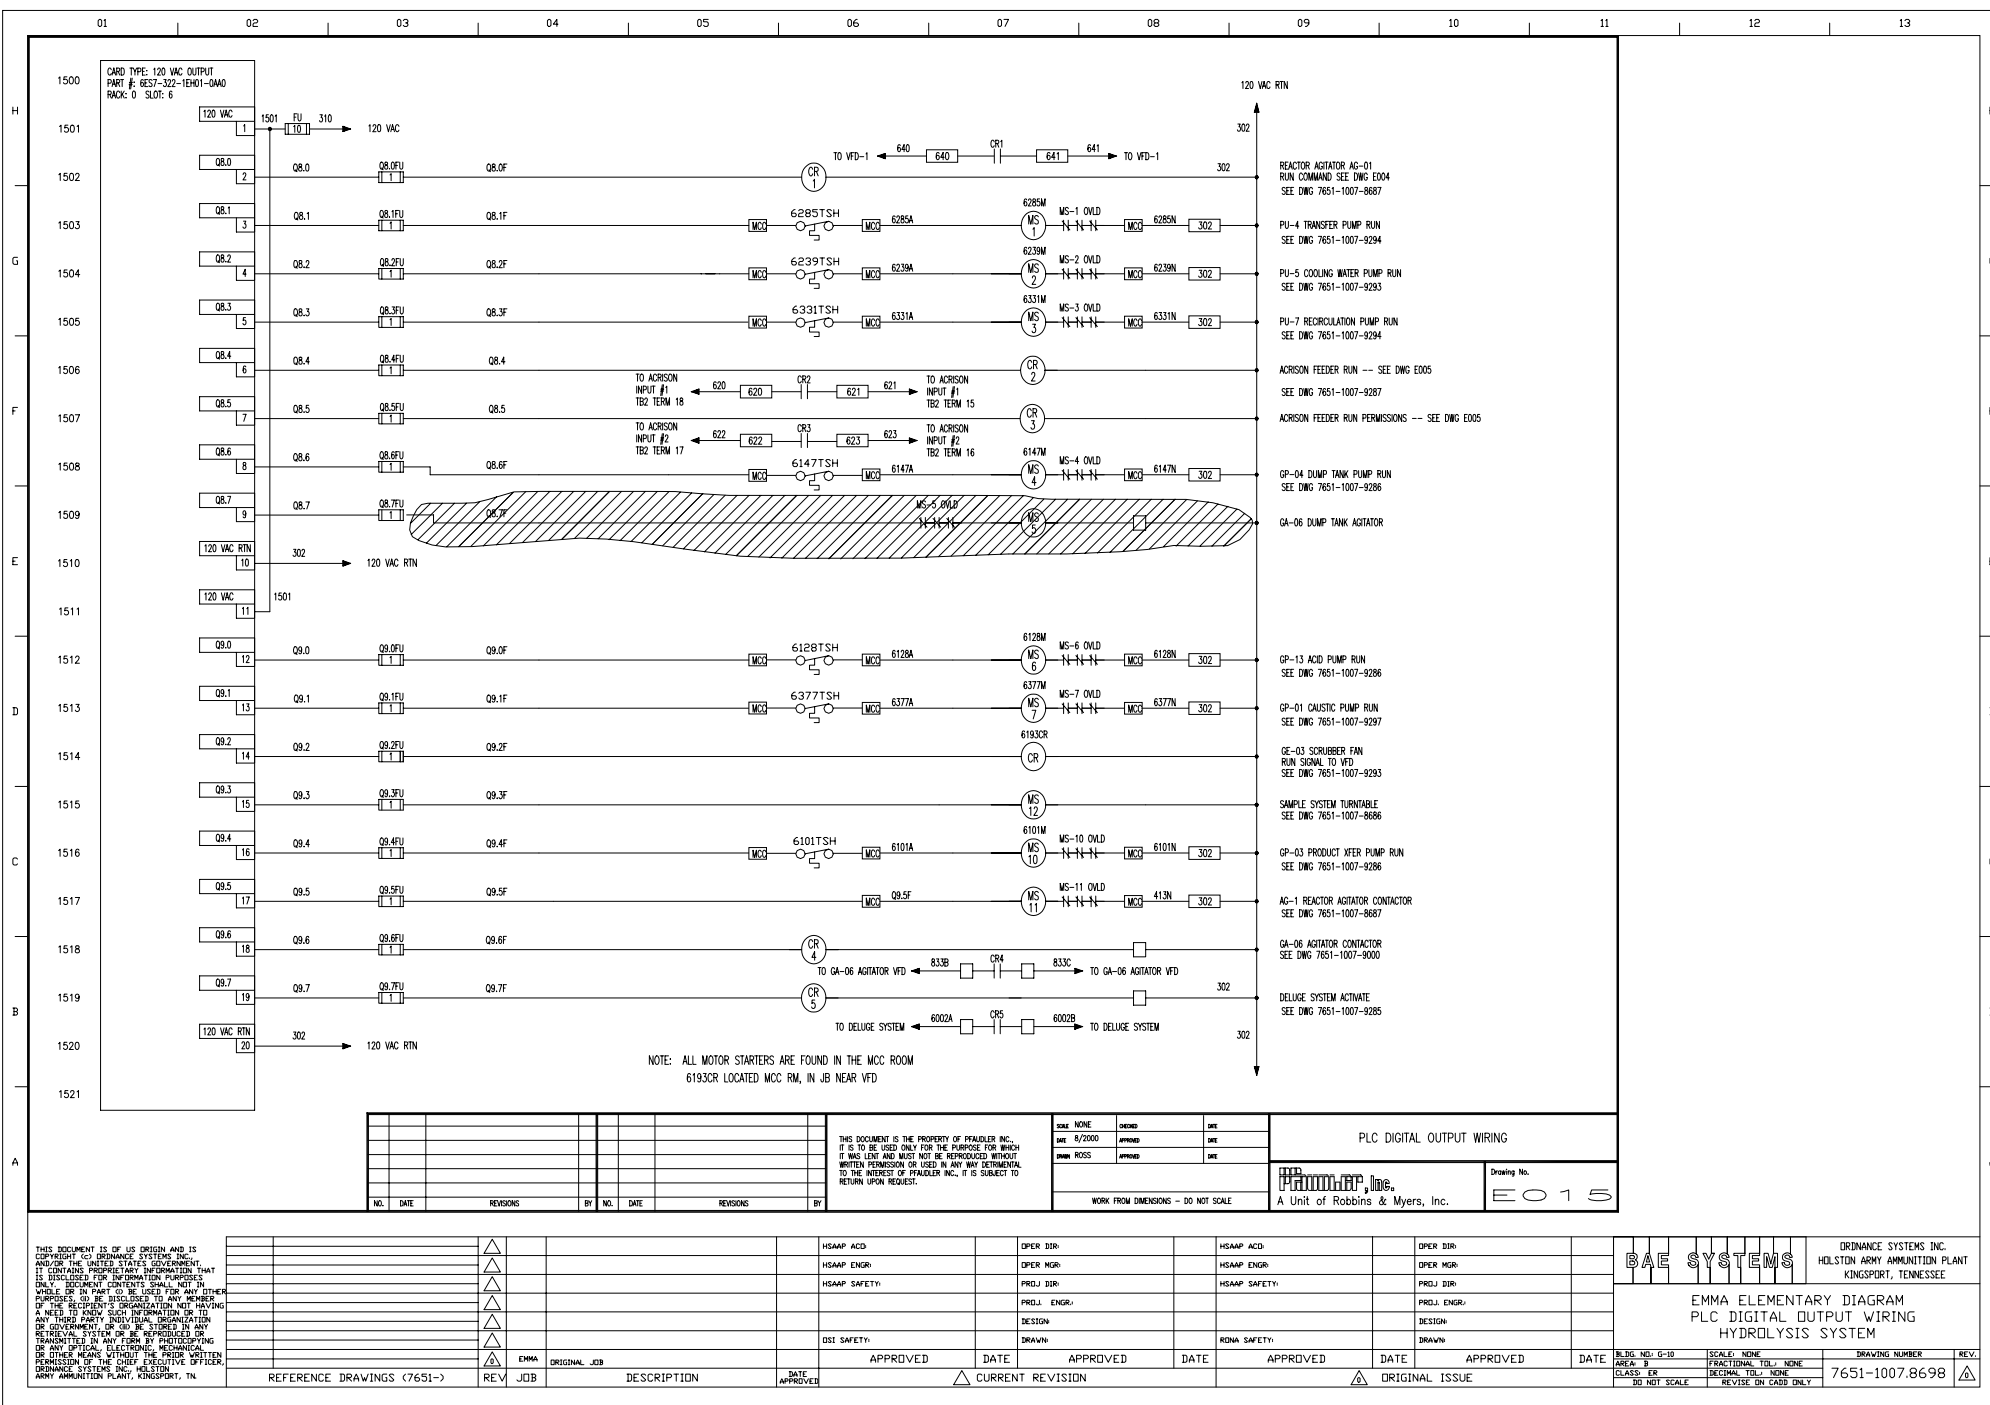 01 02 03 04 05 06 07 08 09 10 11 12 13
H
G
F
E
D
C
B
A
CARD TYPE: 120 VAC OUTPUT
PART #: 6ES7-322-1EH01-0AA0
RACK: 0 SLOT: 6
1500
120 VAC RTN
1501 120 VAC 1 1501 FU 10 310 120 VAC 302
TO VFD-1 640 640 CR1 641 641 TO VFD-1
1502 Q8.0 2 Q8.0 Q8.0FU 1 Q8.0F CR 1 302
REACTOR AGITATOR AG-01
RUN COMMAND SEE DWG E004
SEE DWG 7651-1007-8687
1503 Q8.1 3 Q8.1 Q8.1FU 1 Q8.1F MCC 6285TSH MCC 6285A 6285M MS 1 MS-1 OVLD MCC 6285N 302
PU-4 TRANSFER PUMP RUN
SEE DWG 7651-1007-9294
1504 Q8.2 4 Q8.2 Q8.2FU 1 Q8.2F MCC 6239TSH MCC 6239A 6239M MS 2 MS-2 OVLD MCC 6239N 302
PU-5 COOLING WATER PUMP RUN
SEE DWG 7651-1007-9293
1505 Q8.3 5 Q8.3 Q8.3FU 1 Q8.3F MCC 6331TSH MCC 6331A 6331M MS 3 MS-3 OVLD MCC 6331N 302
PU-7 RECIRCULATION PUMP RUN
SEE DWG 7651-1007-9294
1506 Q8.4 6 Q8.4 Q8.4FU 1 Q8.4 CR 2
ACRISON FEEDER RUN -- SEE DWG E005
SEE DWG 7651-1007-9287
TO ACRISON
INPUT #1
TB2 TERM 18
620 620 CR2 621 621
TO ACRISON
INPUT #1
TB2 TERM 15
1507 Q8.5 7 Q8.5 Q8.5FU 1 Q8.5 CR 3
ACRISON FEEDER RUN PERMISSIONS -- SEE DWG E005
TO ACRISON
INPUT #2
TB2 TERM 17
622 622 CR3 623 623
TO ACRISON
INPUT #2
TB2 TERM 16
1508 Q8.6 8 Q8.6 Q8.6FU 1 Q8.6F MCC 6147TSH MCC 6147A 6147M MS 4 MS-4 OVLD MCC 6147N 302
GP-04 DUMP TANK PUMP RUN
SEE DWG 7651-1007-9286
1509 Q8.7 9 Q8.7 Q8.7FU 1 Q8.7F MS-5 OVLD MS 5
GA-06 DUMP TANK AGITATOR
1510 120 VAC RTN 10 302 120 VAC RTN
1511 120 VAC 11 1501
1512 Q9.0 12 Q9.0 Q9.0FU 1 Q9.0F MCC 6128TSH MCC 6128A 6128M MS 6 MS-6 OVLD MCC 6128N 302
GP-13 ACID PUMP RUN
SEE DWG 7651-1007-9286
1513 Q9.1 13 Q9.1 Q9.1FU 1 Q9.1F MCC 6377TSH MCC 6377A 6377M MS 7 MS-7 OVLD MCC 6377N 302
GP-01 CAUSTIC PUMP RUN
SEE DWG 7651-1007-9297
1514 Q9.2 14 Q9.2 Q9.2FU 1 Q9.2F 6193CR CR
GE-03 SCRUBBER FAN
RUN SIGNAL TO VFD
SEE DWG 7651-1007-9293
1515 Q9.3 15 Q9.3 Q9.3FU 1 Q9.3F MS 12
SAMPLE SYSTEM TURNTABLE
SEE DWG 7651-1007-8686
1516 Q9.4 16 Q9.4 Q9.4FU 1 Q9.4F MCC 6101TSH MCC 6101A 6101M MS 10 MS-10 OVLD MCC 6101N 302
GP-03 PRODUCT XFER PUMP RUN
SEE DWG 7651-1007-9286
1517 Q9.5 17 Q9.5 Q9.5FU 1 Q9.5F MCC Q9.5F MS 11 MS-11 OVLD MCC 413N 302
AG-1 REACTOR AGITATOR CONTACTOR
SEE DWG 7651-1007-8687
1518 Q9.6 18 Q9.6 Q9.6FU 1 Q9.6F CR 4
GA-06 AGITATOR CONTACTOR
SEE DWG 7651-1007-9000
TO GA-06 AGITATOR VFD 833B CR4 833C TO GA-06 AGITATOR VFD
1519 Q9.7 19 Q9.7 Q9.7FU 1 Q9.7F CR 5 302
DELUGE SYSTEM ACTIVATE
SEE DWG 7651-1007-9285
TO DELUGE SYSTEM 6002A CR5 6002B TO DELUGE SYSTEM
1520 120 VAC RTN 20 302 120 VAC RTN 302
NOTE: ALL MOTOR STARTERS ARE FOUND IN THE MCC ROOM
6193CR LOCATED MCC RM, IN JB NEAR VFD
1521
NO. DATE REVISIONS BY NO. DATE REVISIONS BY
THIS DOCUMENT IS THE PROPERTY OF PFAUDLER INC.,
IT IS TO BE USED ONLY FOR THE PURPOSE FOR WHICH
IT WAS LENT AND MUST NOT BE REPRODUCED WITHOUT
WRITTEN PERMISSION OR USED IN ANY WAY DETRIMENTAL
TO THE INTEREST OF PFAUDLER INC., IT IS SUBJECT TO
RETURN UPON REQUEST.
SCALE NONE CHECKED DATE
DATE 8/2000 APPROVED DATE
DRAWN ROSS APPROVED DATE
WORK FROM DIMENSIONS - DO NOT SCALE
PLC DIGITAL OUTPUT WIRING
Pfaudler, Inc.
A Unit of Robbins & Myers, Inc.
Drawing No.
E015
THIS DOCUMENT IS OF US ORIGIN AND IS
COPYRIGHT (c) ORDNANCE SYSTEMS INC.,
AND/OR THE UNITED STATES GOVERNMENT.
IT CONTAINS PROPRIETARY INFORMATION THAT
IS DISCLOSED FOR INFORMATION PURPOSES
ONLY. DOCUMENT CONTENTS SHALL NOT IN
WHOLE OR IN PART (I) BE USED FOR ANY OTHER
PURPOSES, (II) BE DISCLOSED TO ANY MEMBER
OF THE RECIPIENT'S ORGANIZATION NOT HAVING
A NEED TO KNOW SUCH INFORMATION OR TO
ANY THIRD PARTY INDIVIDUAL ORGANIZATION
OR GOVERNMENT, OR (III) BE STORED IN ANY
RETRIEVAL SYSTEM OR BE REPRODUCED OR
TRANSMITTED IN ANY FORM BY PHOTOCOPYING
OR ANY OPTICAL, ELECTRONIC, MECHANICAL
OR OTHER MEANS WITHOUT THE PRIOR WRITTEN
PERMISSION OF THE CHIEF EXECUTIVE OFFICER,
ORDNANCE SYSTEMS INC., HOLSTON
ARMY AMMUNITION PLANT, KINGSPORT, TN.
REFERENCE DRAWINGS (7651-)
0 EMMA ORIGINAL JOB
REV JOB DESCRIPTION DATE APPROVED
HSAAP ACO: OPER DIR: HSAAP ACO: OPER DIR:
HSAAP ENGR: OPER MGR: HSAAP ENGR: OPER MGR:
HSAAP SAFETY: PROJ DIR: HSAAP SAFETY: PROJ DIR:
PROJ. ENGR.: PROJ. ENGR.:
DESIGN: DESIGN:
OSI SAFETY: DRAWN: RDNA SAFETY: DRAWN:
APPROVED DATE APPROVED DATE APPROVED DATE APPROVED DATE
CURRENT REVISION 0 ORIGINAL ISSUE
BAE SYSTEMS
ORDNANCE SYSTEMS INC.
HOLSTON ARMY AMMUNITION PLANT
KINGSPORT, TENNESSEE
EMMA ELEMENTARY DIAGRAM
PLC DIGITAL OUTPUT WIRING
HYDROLYSIS SYSTEM
BLDG. NO.: G-10 SCALE: NONE DRAWING NUMBER REV.
AREA: B FRACTIONAL TOL.: NONE
CLASS: ER DECIMAL TOL.: NONE 7651-1007.8698 0
DO NOT SCALE REVISE ON CADD ONLY